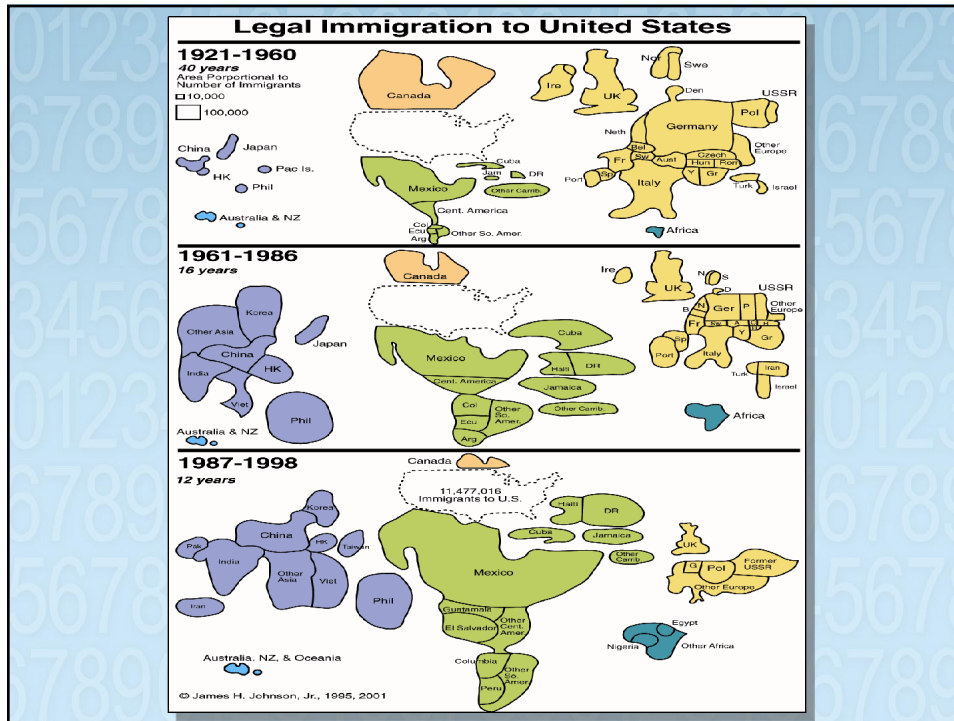 Legal Immigration to United States
1921-1960
40 years
Area Porportional to
Number of Immigrants
10,000
100,000
China
Japan
HK
Pac Is.
Phil
Australia & NZ
Canada
Mexico
Cuba
Jam
DR
Other Carrib.
Cent. America
Col
Ecu
Arg
Other So. Amer.
Ire
UK
Nor
Swe
Den
USSR
Pol
Germany
Neth
Bel
Other
Europe
Fr
Sw
Aust
Czech
Hun
Rom
Port
Sp
Italy
Y
Gr
Turk
Israel
Africa
1961-1986
16 years
Other Asia
Korea
Japan
China
India
HK
Viet
Phil
Australia & NZ
Canada
Mexico
Cent. America
Cuba
Haiti
DR
Jamaica
Other Carrib.
Col
Ecu
Arg
Other
So.
Amer.
Ire
UK
N
S
D
USSR
B
N
Ger
P
Other
Europe
Fr
A
H
Port
Sp
Italy
Y
Gr
Turk
Iran
Israel
Africa
1987-1998
12 years
Korea
China
HK
Taiwan
Pak
India
Other
Asia
Viet
Iran
Phil
Australia, NZ, & Oceania
Canada
11,477,016
Immigrants to U.S.
Haiti
DR
Cuba
Jamaica
Other
Carrib.
Mexico
Guatamala
El Salvador
Other
Cent.
Amer.
Columbia
Peru
Other
So.
Amer
UK
G
Pol
Former
USSR
Other Europe
Egypt
Nigeria
Other Africa
© James H. Johnson, Jr., 1995, 2001